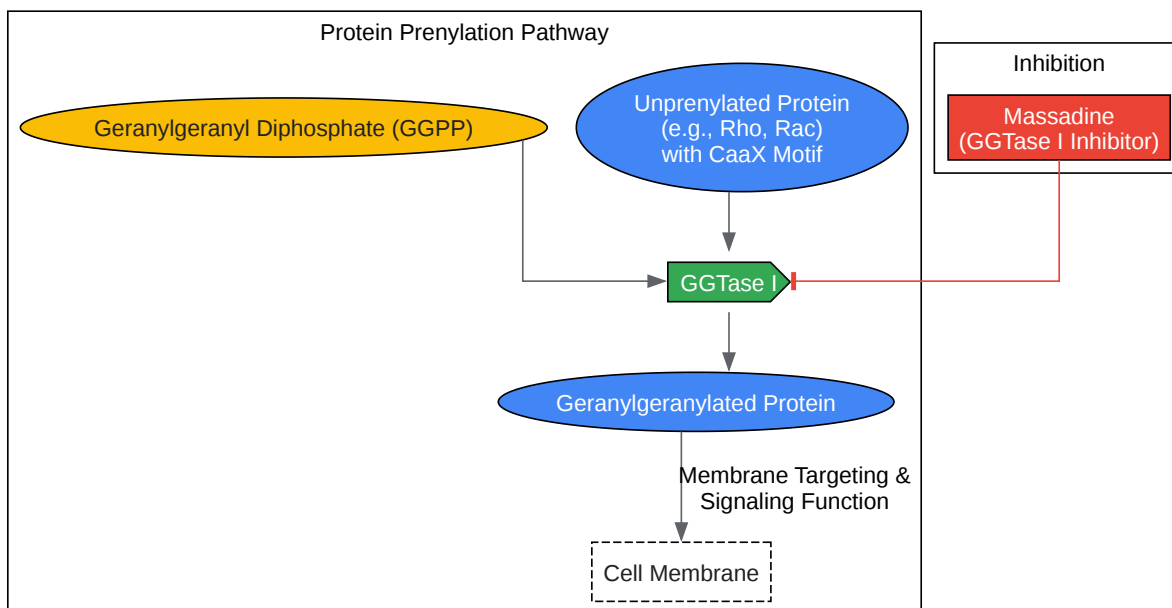 Protein Prenylation Pathway
Inhibition
Geranylgeranyl Diphosphate (GGPP)
Unprenylated Protein
(e.g., Rho, Rac)
with CaaX Motif
Massadine
(GGTase I Inhibitor)
GGTase I
Geranylgeranylated Protein
Membrane Targeting &
Signaling Function
Cell Membrane